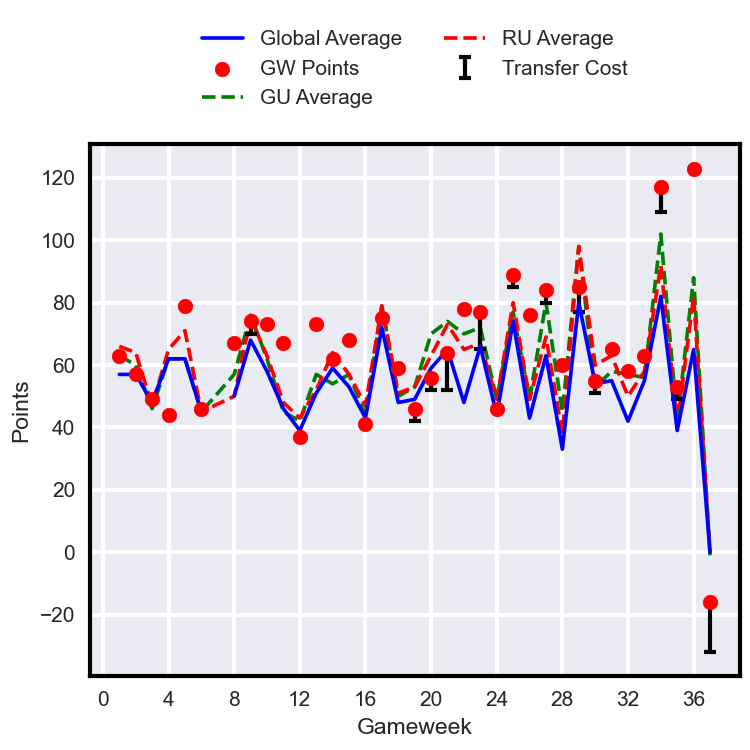 Global Average
GW Points
GU Average
RU Average
Transfer Cost
120
100
80
60
40
20
0
−20
Points
0 4 8 12 16 20 24 28 32 36
Gameweek